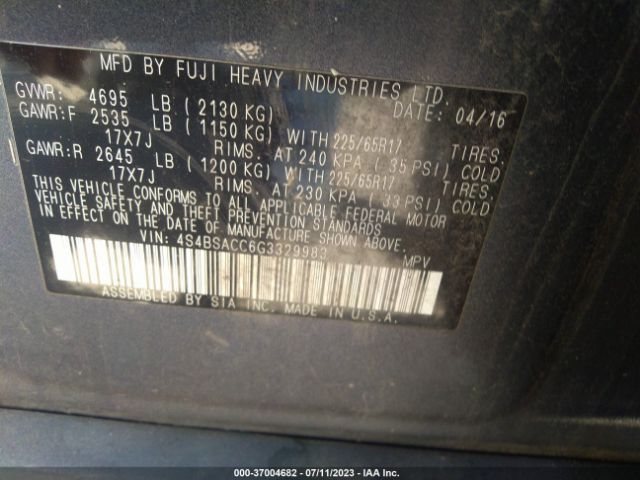 MFD BY FUJI HEAVY INDUSTRIES LTD.
GVWR: 4695 LB (2130 KG) DATE: 04/16
GAWR:F 2535 LB (1150 KG) WITH 225/65R17 TIRES.
17X7J RIMS. AT 240 KPA (35 PSI) COLD
GAWR:R 2645 LB (1200 KG) WITH 225/65R17 TIRES.
17X7J RIMS. AT 230 KPA (33 PSI) COLD
THIS VEHICLE CONFORMS TO ALL APPLICABLE FEDERAL MOTOR
VEHICLE SAFETY AND THEFT PREVENTION STANDARDS
IN EFFECT ON THE DATE OF MANUFACTURE SHOWN ABOVE.
VIN: 4S4BSACC6G3329983 MPV
ASSEMBLED BY SIA INC. IN U.S.A.
000-37004682 / 07/11/2023 - IAA Inc.